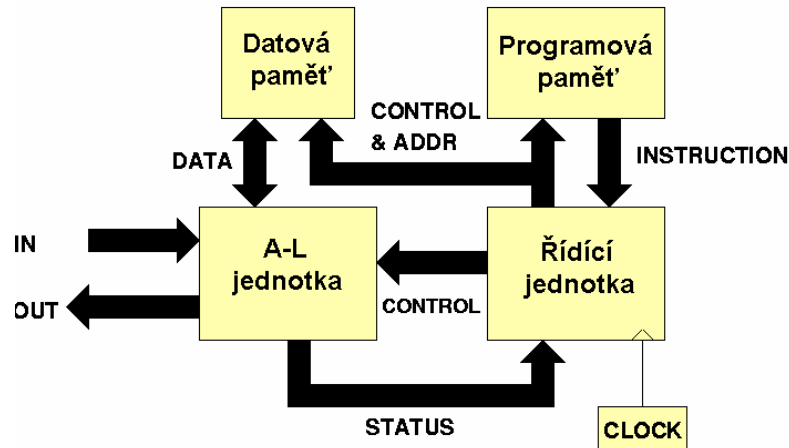 Datová
paměť
Programová
paměť
CONTROL
& ADDR
DATA
INSTRUCTION
IN
A-L
jednotka
Řídící
jednotka
OUT
CONTROL
STATUS
CLOCK